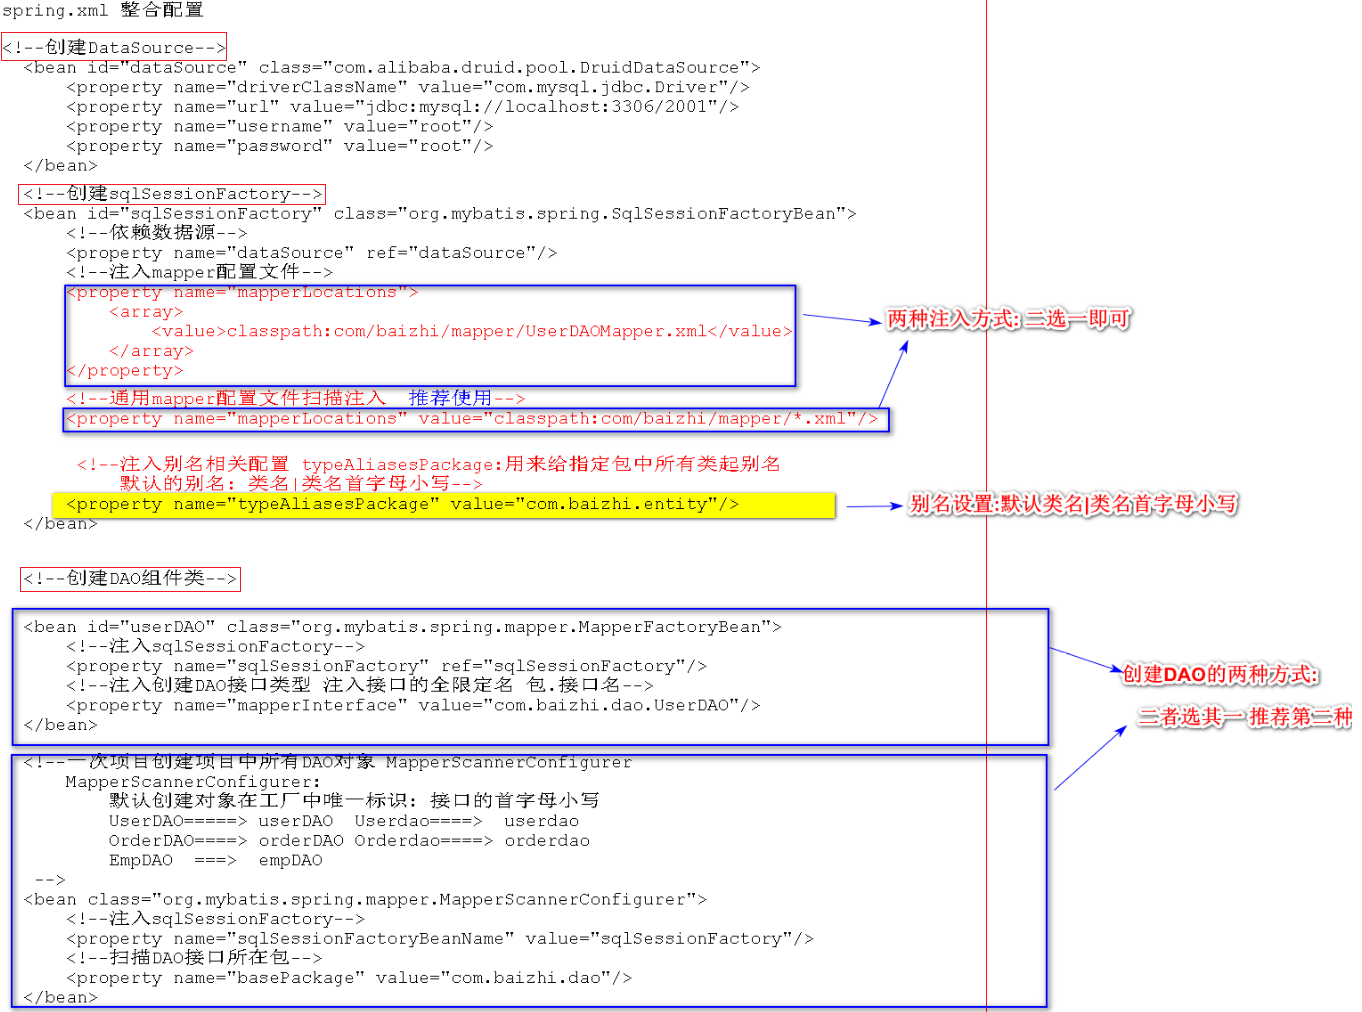 spring.xml 整合配置
<!--创建DataSource-->
<bean id="dataSource" class="com.alibaba.druid.pool.DruidDataSource">
<property name="driverClassName" value="com.mysql.jdbc.Driver"/>
<property name="url" value="jdbc:mysql://localhost:3306/2001"/>
<property name="username" value="root"/>
<property name="password" value="root"/>
</bean>
<!--创建sqlSessionFactory-->
<bean id="sqlSessionFactory" class="org.mybatis.spring.SqlSessionFactoryBean">
<!--依赖数据源-->
<property name="dataSource" ref="dataSource"/>
<!--注入mapper配置文件-->
<property name="mapperLocations">
<array>
<value>classpath:com/baizhi/mapper/UserDAOMapper.xml</value>
</array>
</property>
两种注入方式: 二选一即可
<!--通用mapper配置文件扫描注入 推荐使用-->
<property name="mapperLocations" value="classpath:com/baizhi/mapper/*.xml"/>
<!--注入别名相关配置 typeAliasesPackage:用来给指定包中所有类起别名
默认的别名: 类名|类名首字母小写-->
<property name="typeAliasesPackage" value="com.baizhi.entity"/>
别名设置:默认类名|类名首字母小写
</bean>
<!--创建DAO组件类-->
<bean id="userDAO" class="org.mybatis.spring.mapper.MapperFactoryBean">
<!--注入sqlSessionFactory-->
<property name="sqlSessionFactory" ref="sqlSessionFactory"/>
<!--注入创建DAO接口类型 注入接口的全限定名 包.接口名-->
<property name="mapperInterface" value="com.baizhi.dao.UserDAO"/>
</bean>
创建DAO的两种方式:
二者选其一 推荐第二种
<!--一次项目创建项目中所有DAO对象 MapperScannerConfigurer
MapperScannerConfigurer:
默认创建对象在工厂中唯一标识: 接口的首字母小写
UserDAO=====> userDAO Userdao====> userdao
OrderDAO====> orderDAO Orderdao====> orderdao
EmpDAO ===> empDAO
-->
<bean class="org.mybatis.spring.mapper.MapperScannerConfigurer">
<!--注入sqlSessionFactory-->
<property name="sqlSessionFactoryBeanName" value="sqlSessionFactory"/>
<!--扫描DAO接口所在包-->
<property name="basePackage" value="com.baizhi.dao"/>
</bean>